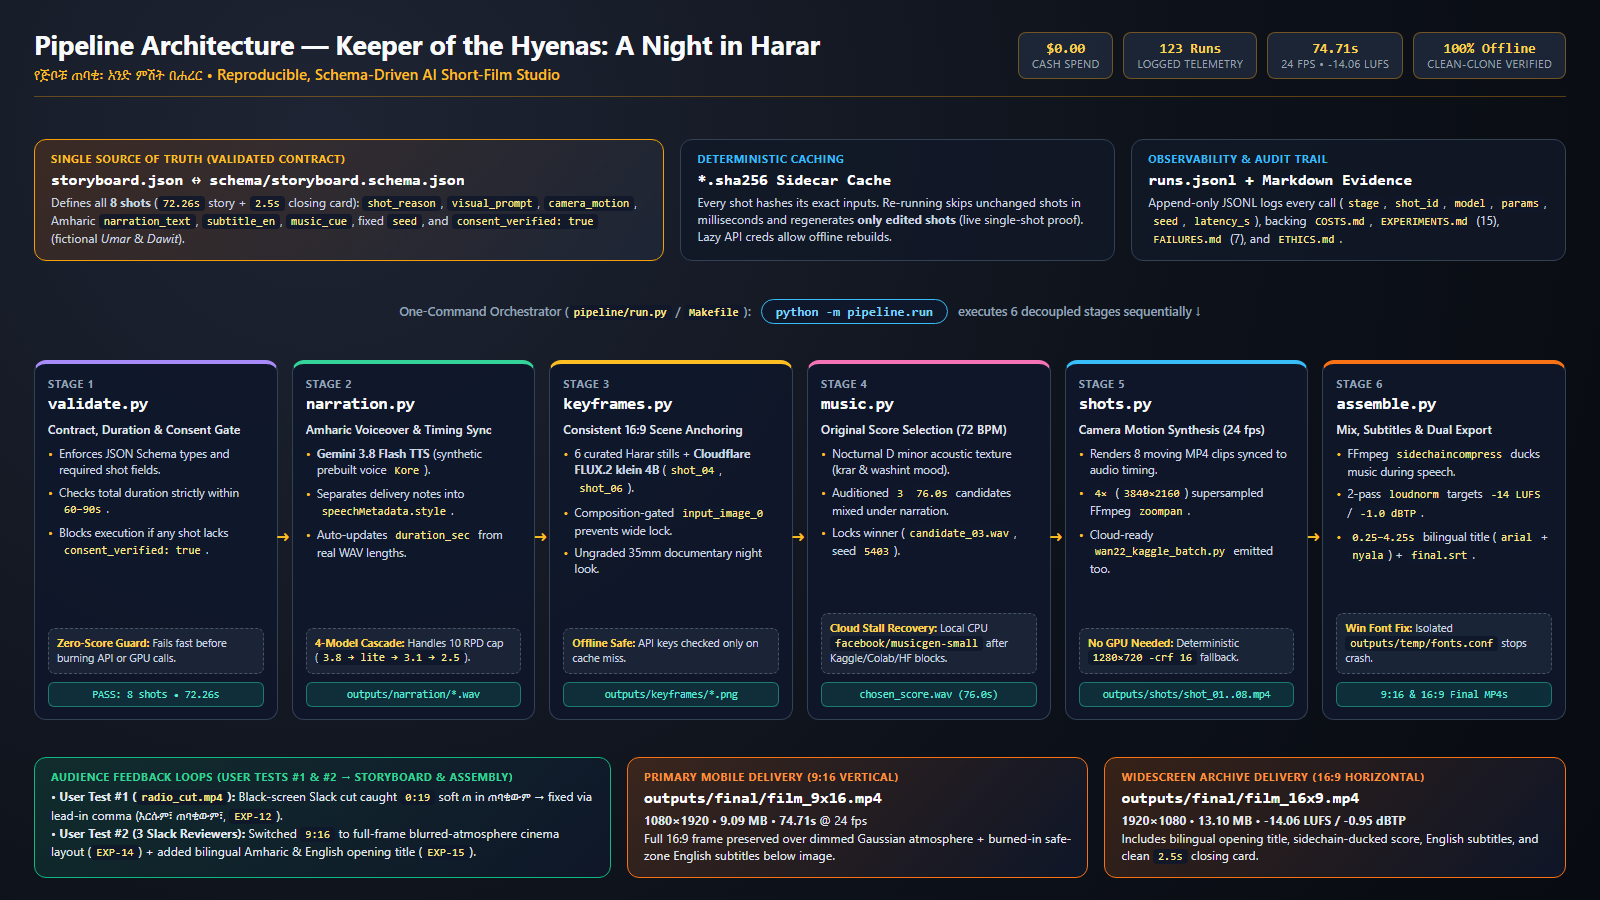 Pipeline Architecture — Keeper of the Hyenas: A Night in Harar
የጅቦቹ ጠባቂ፡ አንድ ምሽት በሐረር • Reproducible, Schema-Driven AI Short-Film Studio
$0.00
CASH SPEND
123 Runs
LOGGED TELEMETRY
74.71s
24 FPS • -14.06 LUFS
100% Offline
CLEAN-CLONE VERIFIED
SINGLE SOURCE OF TRUTH (VALIDATED CONTRACT)
storyboard.json ↔ schema/storyboard.schema.json
Defines all 8 shots ( 72.26s story + 2.5s closing card): shot_reason , visual_prompt , camera_motion ,
Amharic narration_text , subtitle_en , music_cue , fixed seed , and consent_verified: true
(fictional Umar & Dawit).
DETERMINISTIC CACHING
*.sha256 Sidecar Cache
Every shot hashes its exact inputs. Re-running skips unchanged shots in
milliseconds and regenerates only edited shots (live single-shot proof).
Lazy API creds allow offline rebuilds.
OBSERVABILITY & AUDIT TRAIL
runs.jsonl + Markdown Evidence
Append-only JSONL logs every call ( stage , shot_id , model , params ,
seed , latency_s ), backing COSTS.md , EXPERIMENTS.md (15),
FAILURES.md (7), and ETHICS.md .
One-Command Orchestrator ( pipeline/run.py / Makefile ): python -m pipeline.run executes 6 decoupled stages sequentially ↓
STAGE 1
validate.py
Contract, Duration & Consent Gate
• Enforces JSON Schema types and
required shot fields.
• Checks total duration strictly within
60–90s .
• Blocks execution if any shot lacks
consent_verified: true .
Zero-Score Guard: Fails fast before
burning API or GPU calls.
PASS: 8 shots • 72.26s
→
STAGE 2
narration.py
Amharic Voiceover & Timing Sync
• Gemini 3.8 Flash TTS (synthetic
prebuilt voice Kore ).
• Separates delivery notes into
speechMetadata.style .
• Auto-updates duration_sec from
real WAV lengths.
4-Model Cascade: Handles 10 RPD cap
( 3.8 → lite → 3.1 → 2.5 ).
outputs/narration/*.wav
→
STAGE 3
keyframes.py
Consistent 16:9 Scene Anchoring
• 6 curated Harar stills + Cloudflare
FLUX.2 klein 4B ( shot_04 ,
shot_06 ).
• Composition-gated input_image_0
prevents wide lock.
• Ungraded 35mm documentary night
look.
Offline Safe: API keys checked only on
cache miss.
outputs/keyframes/*.png
→
STAGE 4
music.py
Original Score Selection (72 BPM)
• Nocturnal D minor acoustic texture
(krar & washint mood).
• Auditioned 3 76.0s candidates
mixed under narration.
• Locks winner ( candidate_03.wav ,
seed 5403 ).
Cloud Stall Recovery: Local CPU
facebook/musicgen-small after
Kaggle/Colab/HF blocks.
chosen_score.wav (76.0s)
→
STAGE 5
shots.py
Camera Motion Synthesis (24 fps)
• Renders 8 moving MP4 clips synced to
audio timing.
• 4× ( 3840×2160 ) supersampled
FFmpeg zoompan .
• Cloud-ready
wan22_kaggle_batch.py emitted
too.
No GPU Needed: Deterministic
1280×720 -crf 16 fallback.
outputs/shots/shot_01..08.mp4
→
STAGE 6
assemble.py
Mix, Subtitles & Dual Export
• FFmpeg sidechaincompress ducks
music during speech.
• 2-pass loudnorm targets -14 LUFS
/ -1.0 dBTP .
• 0.25–4.25s bilingual title ( arial +
nyala ) + final.srt .
Win Font Fix: Isolated
outputs/temp/fonts.conf stops
crash.
9:16 & 16:9 Final MP4s
AUDIENCE FEEDBACK LOOPS (USER TESTS #1 & #2 → STORYBOARD & ASSEMBLY)
• User Test #1 ( radio_cut.mp4 ): Black-screen Slack cut caught 0:19 soft ጠ in ጠባቂውም → fixed via
lead-in comma (እርሱም፣ ጠባቂውም፣, EXP-12 ).
• User Test #2 (3 Slack Reviewers): Switched 9:16 to full-frame blurred-atmosphere cinema
layout ( EXP-14 ) + added bilingual Amharic & English opening title ( EXP-15 ).
PRIMARY MOBILE DELIVERY (9:16 VERTICAL)
outputs/final/film_9x16.mp4
1080×1920 • 9.09 MB • 74.71s @ 24 fps
Full 16:9 frame preserved over dimmed Gaussian atmosphere + burned-in safe-
zone English subtitles below image.
WIDESCREEN ARCHIVE DELIVERY (16:9 HORIZONTAL)
outputs/final/film_16x9.mp4
1920×1080 • 13.10 MB • -14.06 LUFS / -0.95 dBTP
Includes bilingual opening title, sidechain-ducked score, English subtitles, and
clean 2.5s closing card.